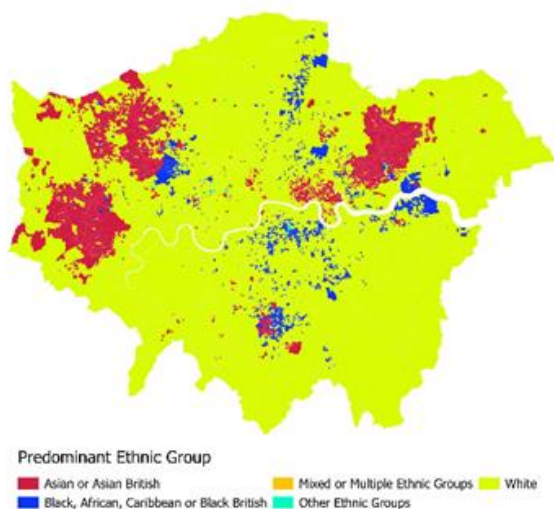 Predominant Ethnic Group
Asian or Asian British
Mixed or Multiple Ethnic Groups
White
Black, African, Caribbean or Black British
Other Ethnic Groups